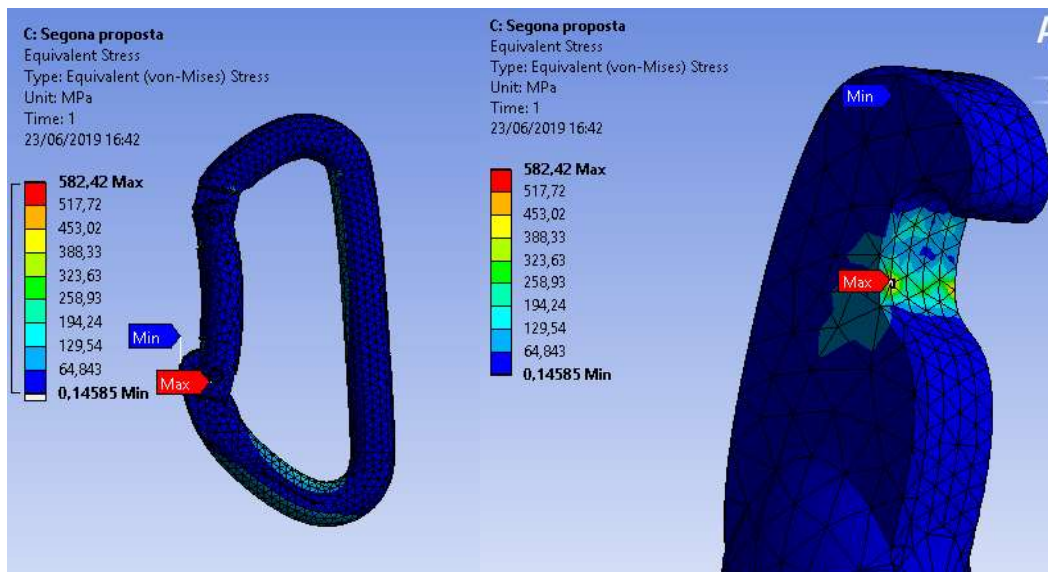 C: Segona proposta
Equivalent Stress
Type: Equivalent (von-Mises) Stress
Unit: MPa
Time: 1
23/06/2019 16:42
582,42 Max
517,72
453,02
388,33
323,63
258,93
194,24
129,54
64,843
0,14585 Min
Min
Max
C: Segona proposta
Equivalent Stress
Type: Equivalent (von-Mises) Stress
Unit: MPa
Time: 1
23/06/2019 16:42
582,42 Max
517,72
453,02
388,33
323,63
258,93
194,24
129,54
64,843
0,14585 Min
Min
Max